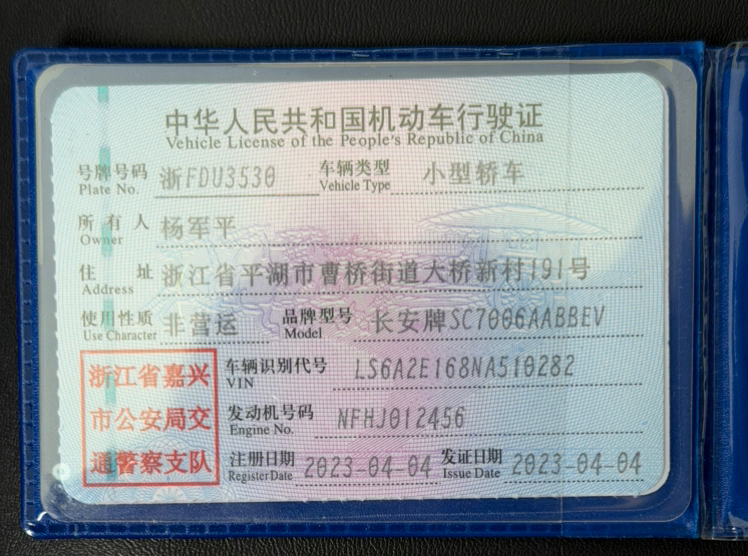 中华人民共和国机动车行驶证
Vehicle License of the People's Republic of China
号牌号码 浙FDU3530 车辆类型 小型轿车
Plate No. Vehicle Type
所有人 杨军平
Owner
住址 浙江省平湖市曹桥街道大桥新村191号
Address
使用性质 非营运 品牌型号 长安牌SC7006AABBEV
Use Character Model
浙江省嘉兴
市公安局交
通警察支队
车辆识别代号 LS6A2E168NA510282
VIN
发动机号码 NFHJ012456
Engine No.
注册日期 2023-04-04 发证日期 2023-04-04
Register Date Issue Date